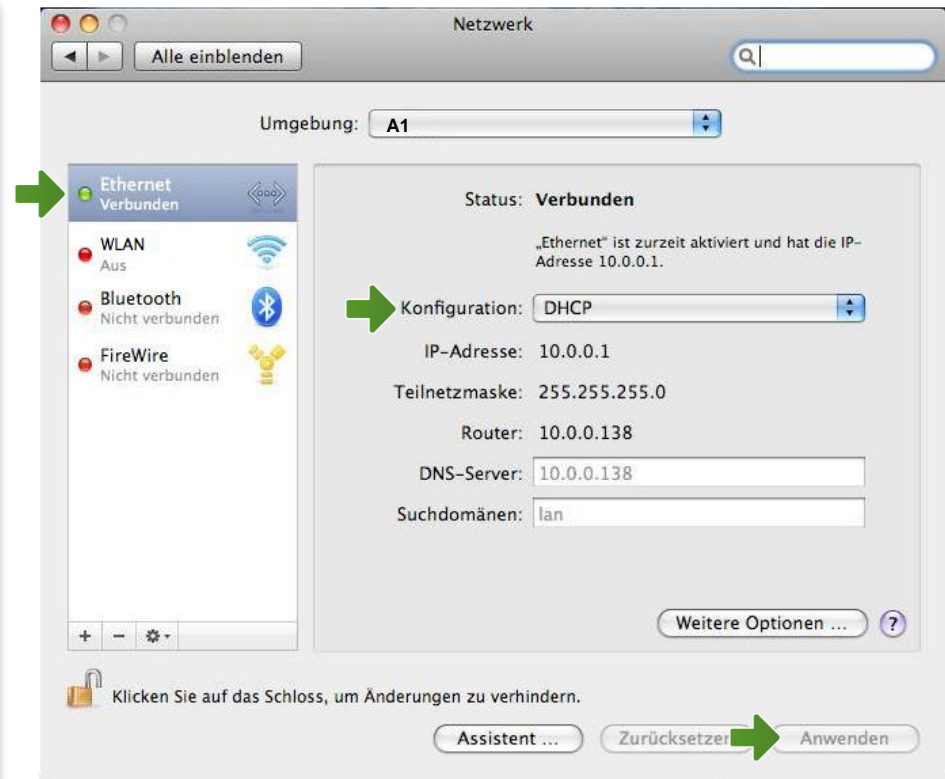 Netzwerk
Alle einblenden
Umgebung: A1
Ethernet
Verbunden
WLAN
Aus
Bluetooth
Nicht verbunden
FireWire
Nicht verbunden
Status: Verbunden
„Ethernet“ ist zurzeit aktiviert und hat die IP-
Adresse 10.0.0.1.
Konfiguration: DHCP
IP-Adresse: 10.0.0.1
Teilnetzmaske: 255.255.255.0
Router: 10.0.0.138
DNS-Server: 10.0.0.138
Suchdomänen: lan
Weitere Optionen ... ?
Klicken Sie auf das Schloss, um Änderungen zu verhindern.
Assistent ... Zurücksetzen Anwenden